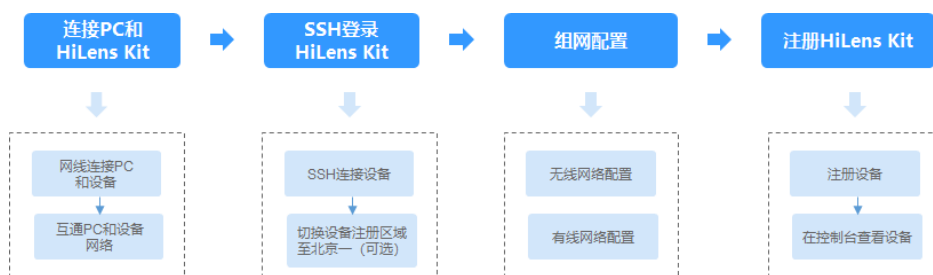 连接PC和
HiLens Kit
SSH登录
HiLens Kit
组网配置
注册HiLens Kit
网线连接PC
和设备
互通PC和设备
网络
SSH连接设备
切换设备注册区域
至北京一（可选）
无线网络配置
有线网络配置
注册设备
在控制台查看设备